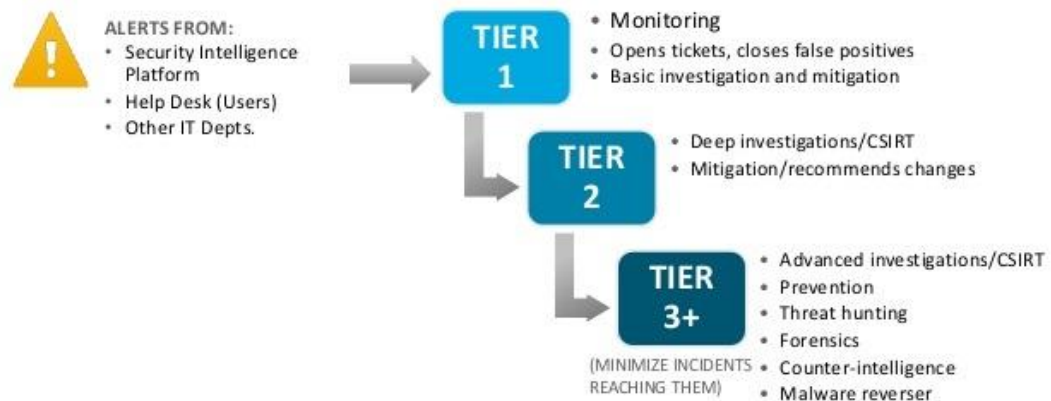 ALERTS FROM:
• Security Intelligence
Platform
• Help Desk (Users)
• Other IT Depts.
TIER
1
• Monitoring
• Opens tickets, closes false positives
• Basic investigation and mitigation
TIER
2
• Deep investigations/CSIRT
• Mitigation/recommends changes
TIER
3+
(MINIMIZE INCIDENTS
REACHING THEM)
• Advanced investigations/CSIRT
• Prevention
• Threat hunting
• Forensics
• Counter-intelligence
• Malware reverser